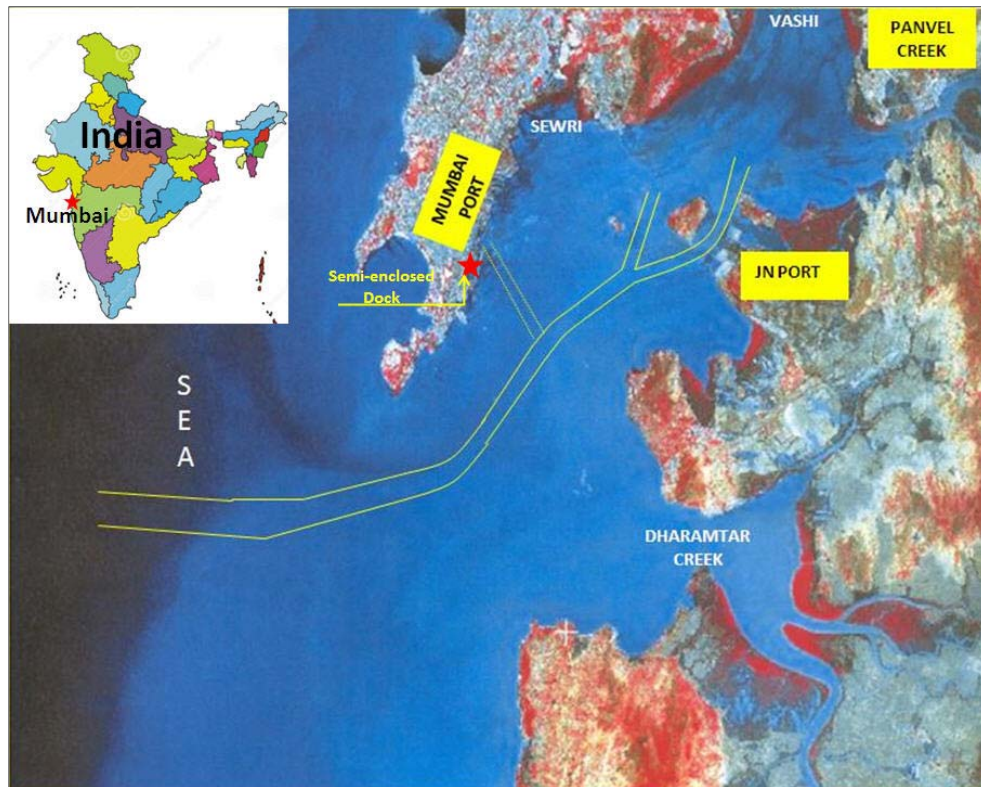 India
Mumbai
VASHI
PANVEL
CREEK
SEWRI
MUMBAI
PORT
Semi-enclosed
Dock
JN PORT
S
E
A
DHARAMTAR
CREEK